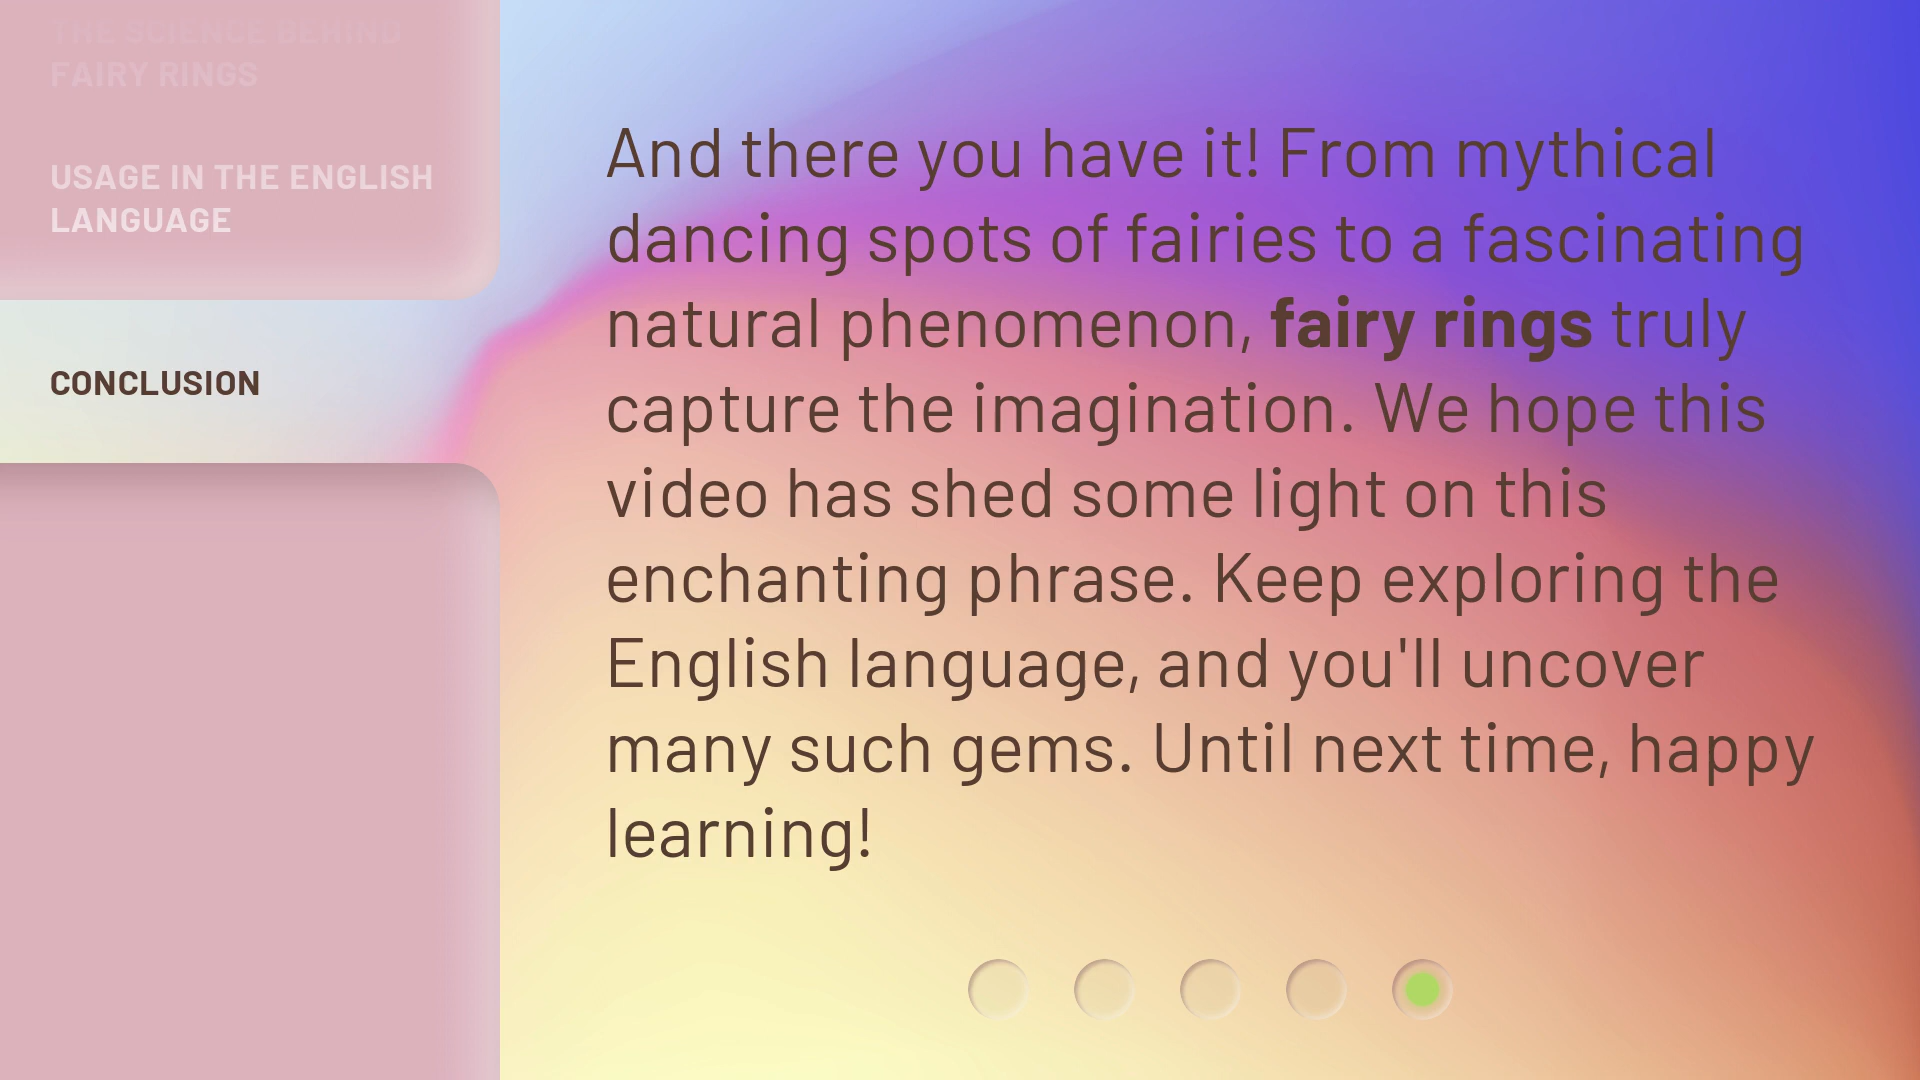 THE SCIENCE BEHIND
FAIRY RINGS
USAGE IN THE ENGLISH
LANGUAGE
CONCLUSION
And there you have it! From mythical
dancing spots of fairies to a fascinating
natural phenomenon, fairy rings truly
capture the imagination. We hope this
video has shed some light on this
enchanting phrase. Keep exploring the
English language, and you'll uncover
many such gems. Until next time, happy
learning!